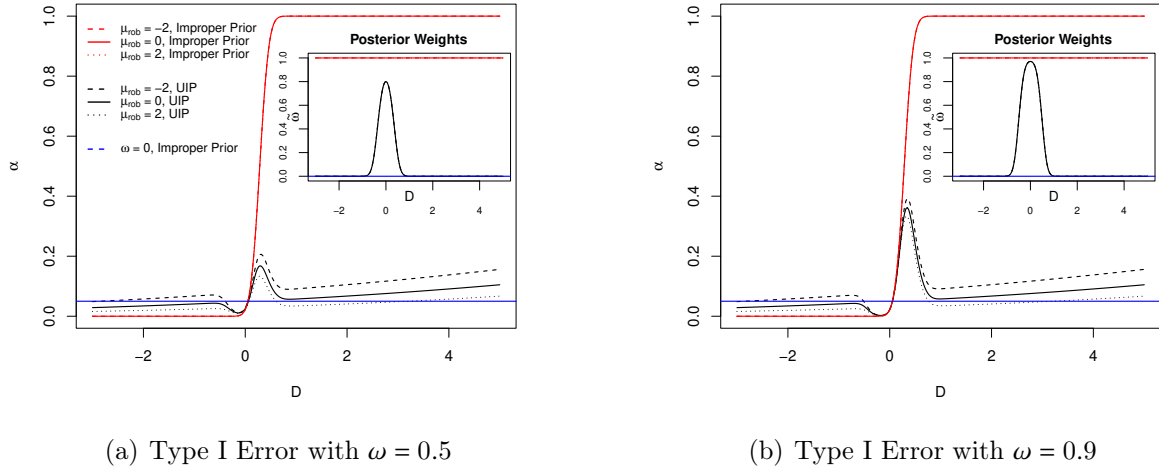 μrob = −2, Improper Prior
μrob = 0, Improper Prior
μrob = 2, Improper Prior
μrob = −2, UIP
μrob = 0, UIP
μrob = 2, UIP
ω = 0, Improper Prior
α
0.0 0.2 0.4 0.6 0.8 1.0
−2 0 2 4
D
Posterior Weights
ω̃
0.0 0.2 0.4 0.6 0.8 1.0
−2 0 2 4
D
(a) Type I Error with ω = 0.5
α
0.0 0.2 0.4 0.6 0.8 1.0
−2 0 2 4
D
Posterior Weights
ω̃
0.0 0.2 0.4 0.6 0.8 1.0
−2 0 2 4
D
(b) Type I Error with ω = 0.9